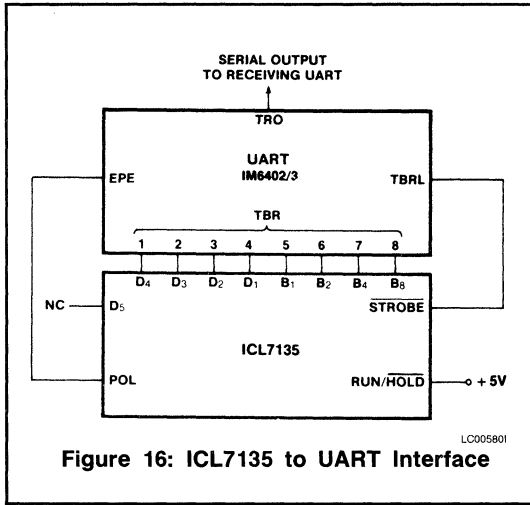 SERIAL OUTPUT
TO RECEIVING UART
TRO
UART
IM6402/3
EPE
TBRL
TBR
1 2 3 4 5 6 7 8
D4 D3 D2 D1 B1 B2 B4 B8
NC
D5
STROBE
ICL7135
POL
RUN/HOLD
+5V
LC005801
Figure 16: ICL7135 to UART Interface